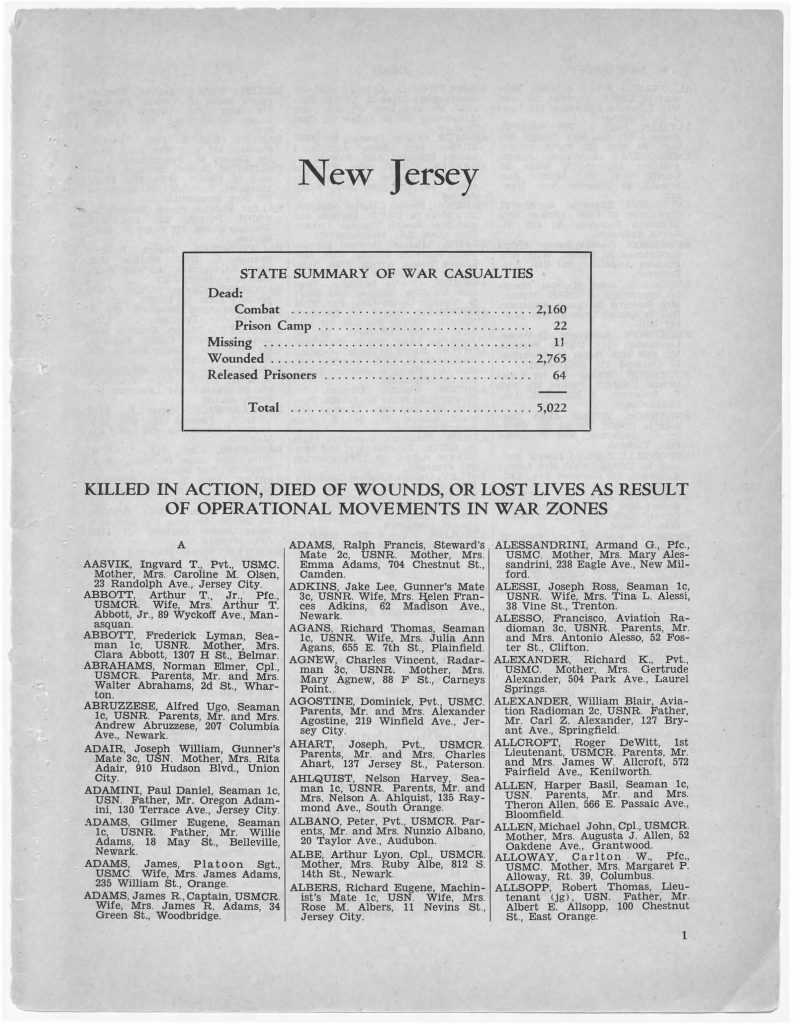 New Jersey
STATE SUMMARY OF WAR CASUALTIES
Dead:
Combat .................................. 2,160
Prison Camp .............................. 22
Missing .................................. 11
Wounded .................................. 2,765
Released Prisoners .............................. 64
Total .................................. 5,022
KILLED IN ACTION, DIED OF WOUNDS, OR LOST LIVES AS RESULT
OF OPERATIONAL MOVEMENTS IN WAR ZONES
A
AASVIK, Ingvard T., Pvt., USMC.
Mother, Mrs. Caroline M. Olsen,
23 Randolph Ave., Jersey City.
ABBOTT, Arthur T., Jr., Pfc.,
USMCR. Wife, Mrs. Arthur T.
Abbott, Jr., 89 Wyckoff Ave., Man-
asquan.
ABBOTT, Frederick Lyman, Sea-
man 1c, USNR. Mother, Mrs.
Clara Abbott, 1307 H St., Belmar.
ABRAHAMS, Norman Elmer, Cpl.,
USMCR. Parents, Mr. and Mrs.
Walter Abrahams, 2d St., Whar-
ton.
ABRUZZESE, Alfred Ugo, Seaman
1c, USNR. Parents, Mr. and Mrs.
Andrew Abruzzese, 207 Columbia
Ave., Newark.
ADAIR, Joseph William, Gunner's
Mate 3c, USN. Mother, Mrs. Rita
Adair, 910 Hudson Blvd., Union
City.
ADAMINI, Paul Daniel, Seaman 1c,
USN. Father, Mr. Oregon Adam-
ini, 130 Terrace Ave., Jersey City.
ADAMS, Gilmer Eugene, Seaman
1c, USNR. Father, Mr. Willie
Adams, 18 May St., Belleville,
Newark.
ADAMS, James, Platoon Sgt.,
USMC. Wife, Mrs. James Adams,
235 William St., Orange.
ADAMS, James R., Captain, USMCR.
Wife, Mrs. James R. Adams, 34
Green St., Woodbridge.
ADAMS, Ralph Francis, Steward's
Mate 2c, USNR. Mother, Mrs.
Emma Adams, 704 Chestnut St.,
Camden.
ADKINS, Jake Lee, Gunner's Mate
3c, USNR. Wife, Mrs. Helen Fran-
ces Adkins, 62 Madison Ave.,
Newark.
AGANS, Richard Thomas, Seaman
1c, USNR. Wife, Mrs. Julia Ann
Agans, 655 E. 7th St., Plainfield.
AGNEW, Charles Vincent, Radar-
man 3c, USNR. Mother, Mrs.
Mary Agnew, 88 F St., Carneys
Point.
AGOSTINE, Dominick, Pvt., USMC.
Parents, Mr. and Mrs. Alexander
Agostine, 219 Winfield Ave., Jer-
sey City.
AHART, Joseph, Pvt., USMCR.
Parents, Mr. and Mrs. Charles
Ahart, 137 Jersey St., Paterson.
AHLQUIST, Nelson Harvey, Sea-
man 1c, USNR. Parents, Mr. and
Mrs. Nelson A. Ahlquist, 135 Ray-
mond Ave., South Orange.
ALBANO, Peter, Pvt., USMCR. Par-
ents, Mr. and Mrs. Nunzio Albano,
20 Taylor Ave., Audubon.
ALBE, Arthur Lyon, Cpl., USMCR.
Mother, Mrs. Ruby Albe, 812 S.
14th St., Newark.
ALBERS, Richard Eugene, Machin-
ist's Mate 1c, USN. Wife, Mrs.
Rose M. Albers, 11 Nevins St.,
Jersey City.
ALESSANDRINI, Armand G., Pfc.,
USMC. Mother, Mrs. Mary Ales-
sandrini, 238 Eagle Ave., New Mil-
ford.
ALESSI, Joseph Ross, Seaman 1c,
USNR. Wife, Mrs. Tina L. Alessi,
38 Vine St., Trenton.
ALESSO, Francisco, Aviation Ra-
dioman 3c, USNR. Parents, Mr.
and Mrs. Antonio Alesso, 52 Fos-
ter St., Clifton.
ALEXANDER, Richard K., Pvt.,
USMC. Mother, Mrs. Gertrude
Alexander, 504 Park Ave., Laurel
Springs.
ALEXANDER, William Blair, Avia-
tion Radioman 2c, USNR. Father,
Mr. Carl Z. Alexander, 127 Bry-
ant Ave., Springfield.
ALLCROFT, Roger DeWitt, 1st
Lieutenant, USMCR. Parents, Mr.
and Mrs. James W. Allcroft, 572
Fairfield Ave., Kenilworth.
ALLEN, Harper Basil, Seaman 1c,
USN. Parents, Mr. and Mrs.
Theron Allen, 566 E. Passaic Ave.,
Bloomfield.
ALLEN, Michael John, Cpl., USMCR.
Mother, Mrs. Augusta J. Allen, 52
Oakdene Ave., Grantwood.
ALLOWAY, Carlton W., Pfc.,
USMC. Mother, Mrs. Margaret P.
Alloway, Rt. 39, Columbus.
ALLSOPP, Robert Thomas, Lieu-
tenant (jg), USN. Father, Mr.
Albert E. Allsopp, 100 Chestnut
St., East Orange.
1